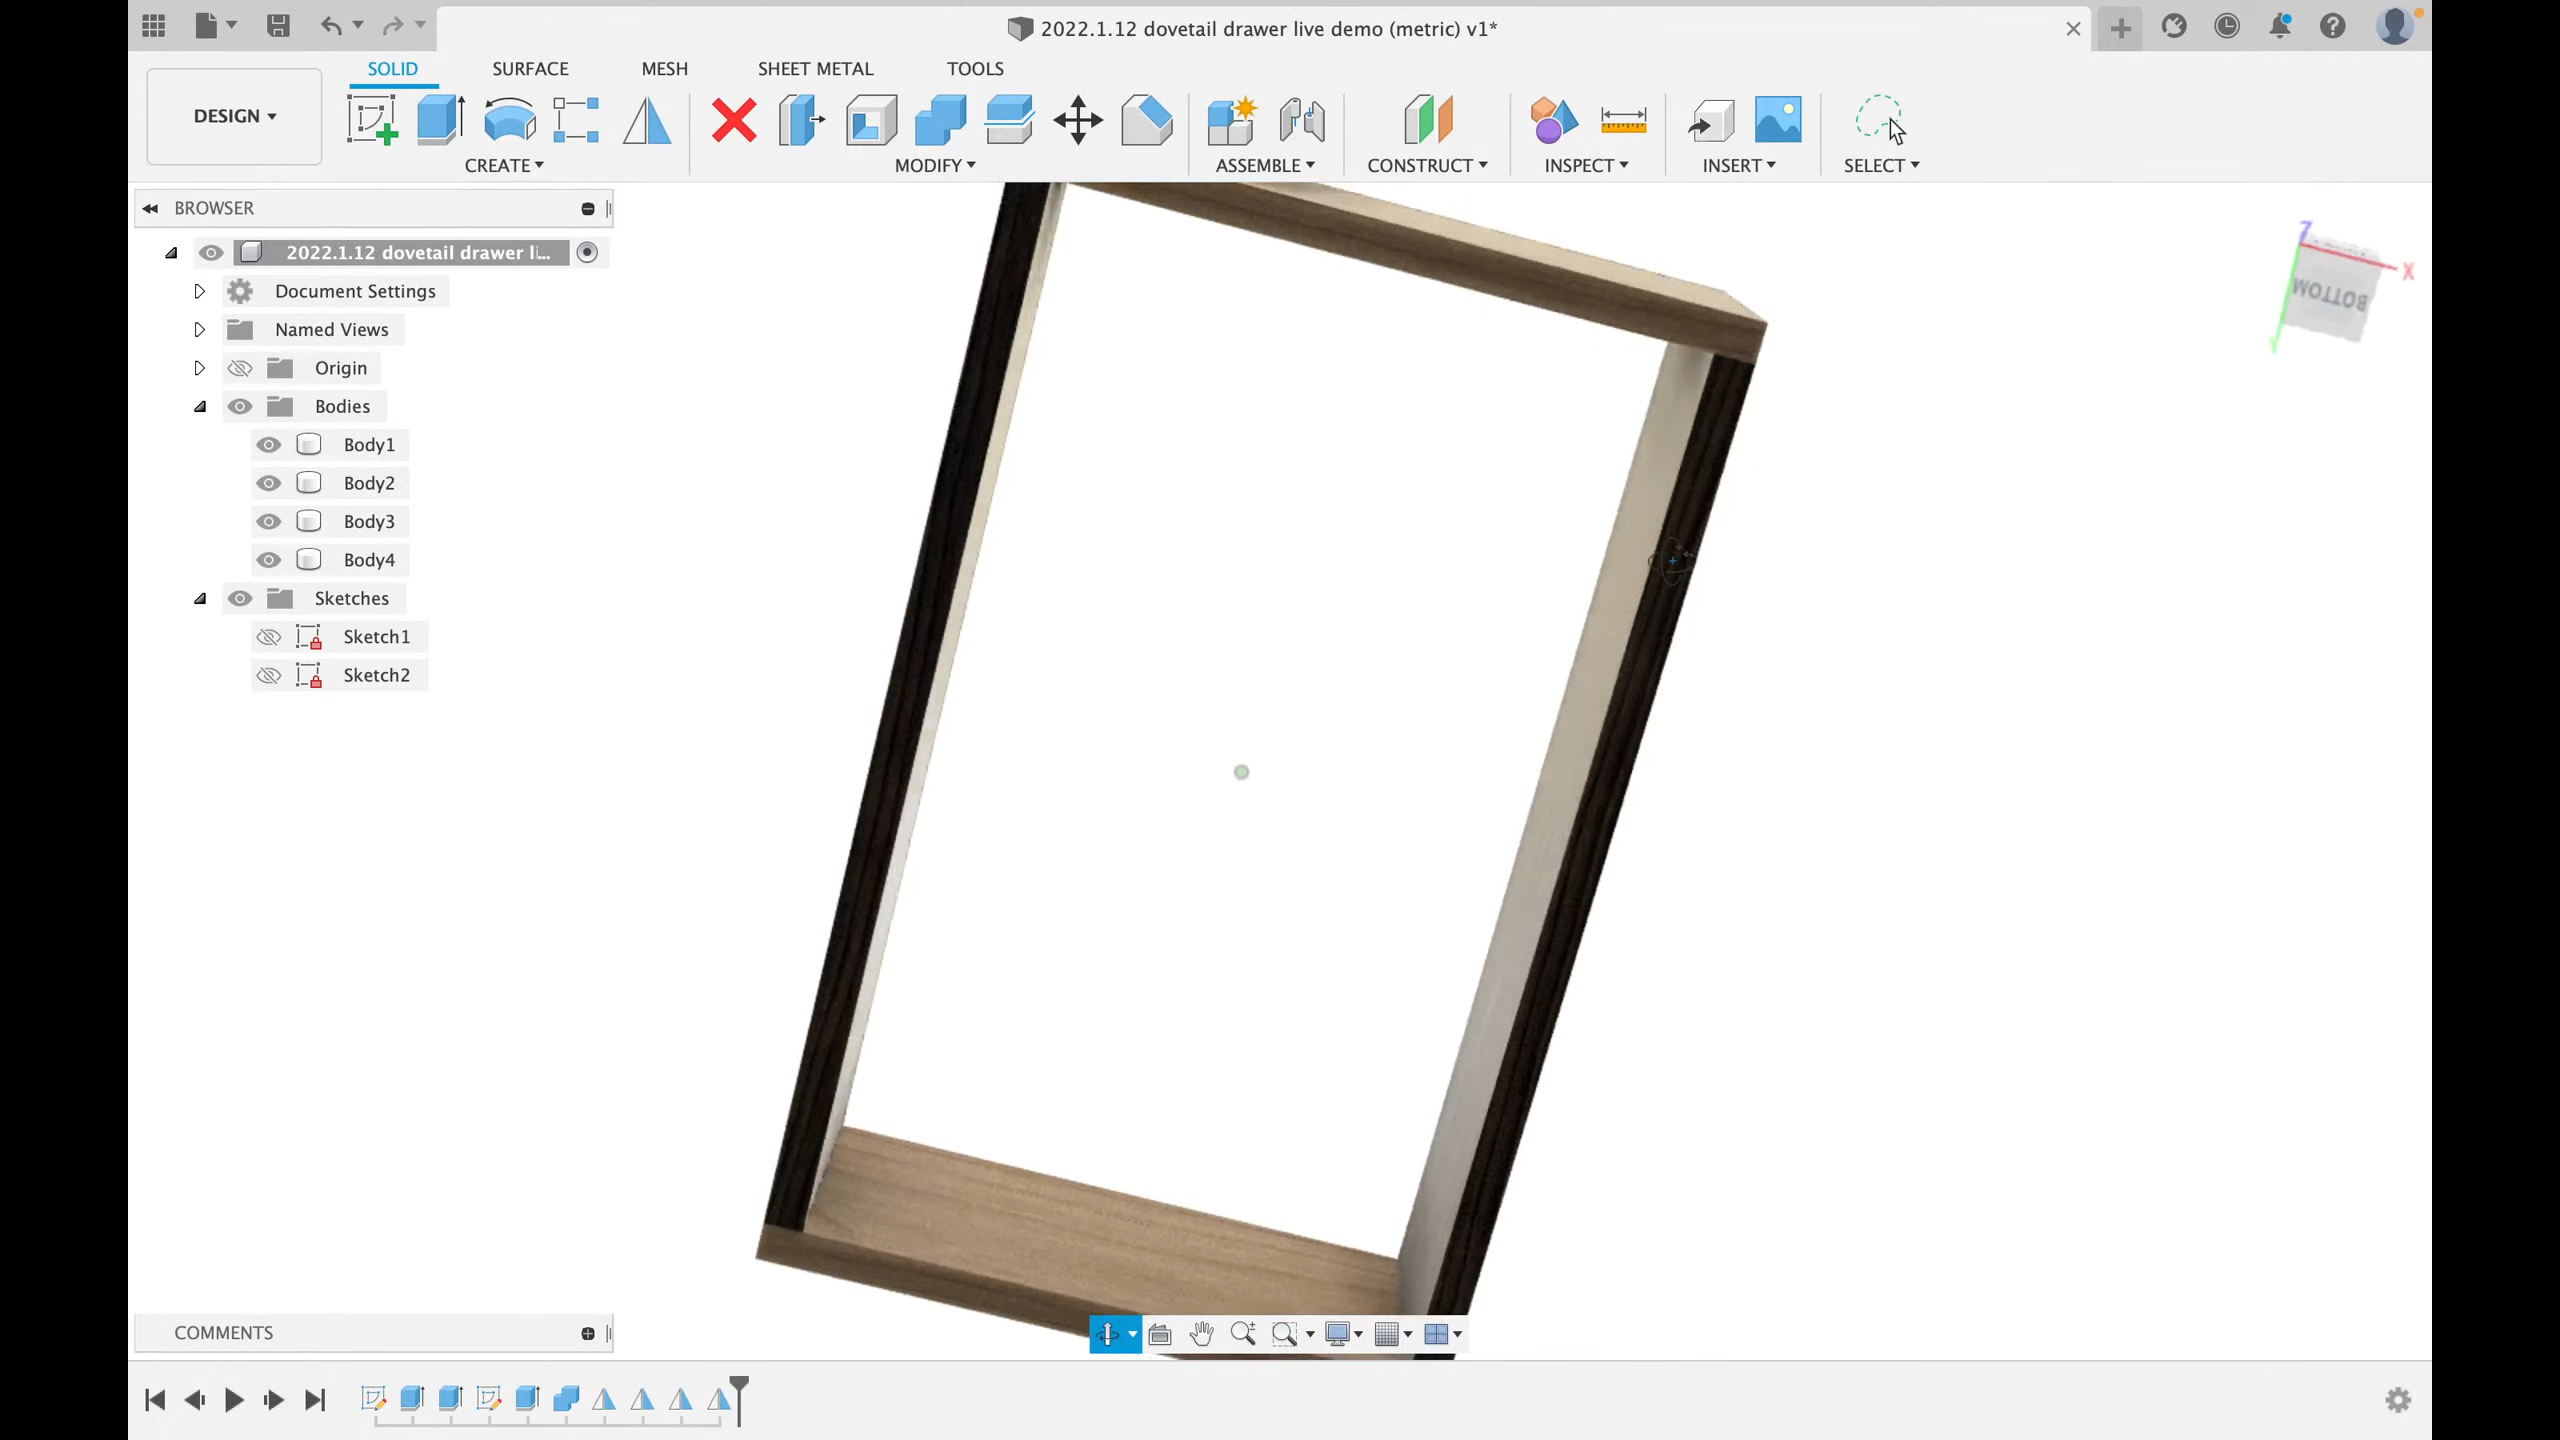 2022.1.12 dovetail drawer live demo (metric) v1*
SOLID SURFACE MESH SHEET METAL TOOLS
DESIGN
CREATE MODIFY ASSEMBLE CONSTRUCT INSPECT INSERT SELECT
BROWSER
2022.1.12 dovetail drawer li...
Document Settings
Named Views
Origin
Bodies
Body1
Body2
Body3
Body4
Sketches
Sketch1
Sketch2
Z
X
BOTTOM
Y
COMMENTS